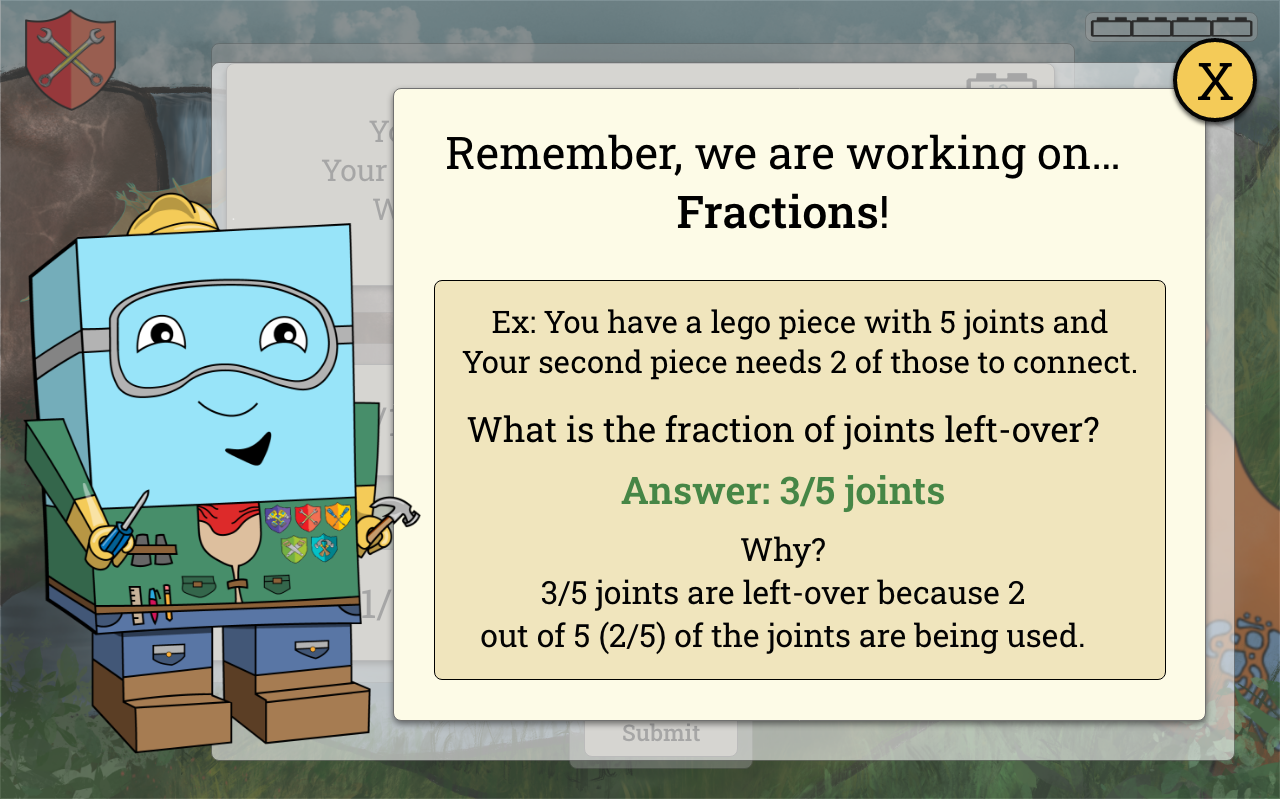 X
Remember, we are working on...
Fractions!
Ex: You have a lego piece with 5 joints and
Your second piece needs 2 of those to connect.
What is the fraction of joints left-over?
Answer: 3/5 joints
Why?
3/5 joints are left-over because 2
out of 5 (2/5) of the joints are being used.
Your
Submit